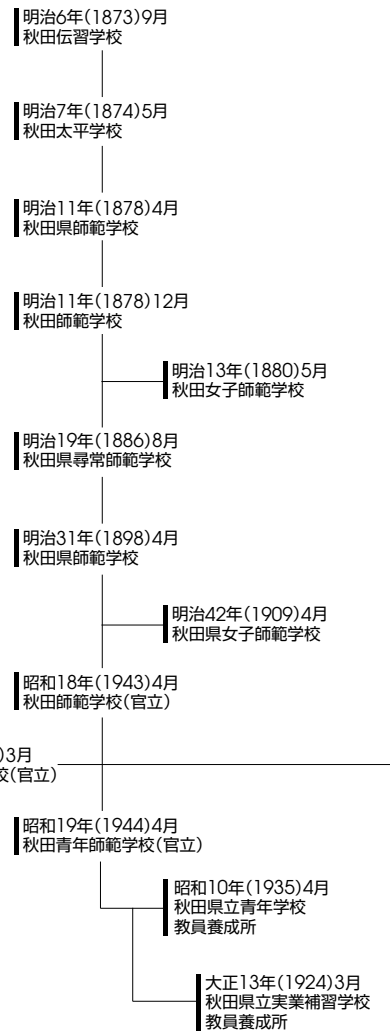 明治6年(1873)9月
秋田伝習学校
明治7年(1874)5月
秋田太平学校
明治11年(1878)4月
秋田県師範学校
明治11年(1878)12月
秋田師範学校
明治13年(1880)5月
秋田女子師範学校
明治19年(1886)8月
秋田県尋常師範学校
明治31年(1898)4月
秋田県師範学校
明治42年(1909)4月
秋田県女子師範学校
昭和18年(1943)4月
秋田師範学校(官立)
)3月
校(官立)
昭和19年(1944)4月
秋田青年師範学校(官立)
昭和10年(1935)4月
秋田県立青年学校
教員養成所
大正13年(1924)3月
秋田県立実業補習学校
教員養成所